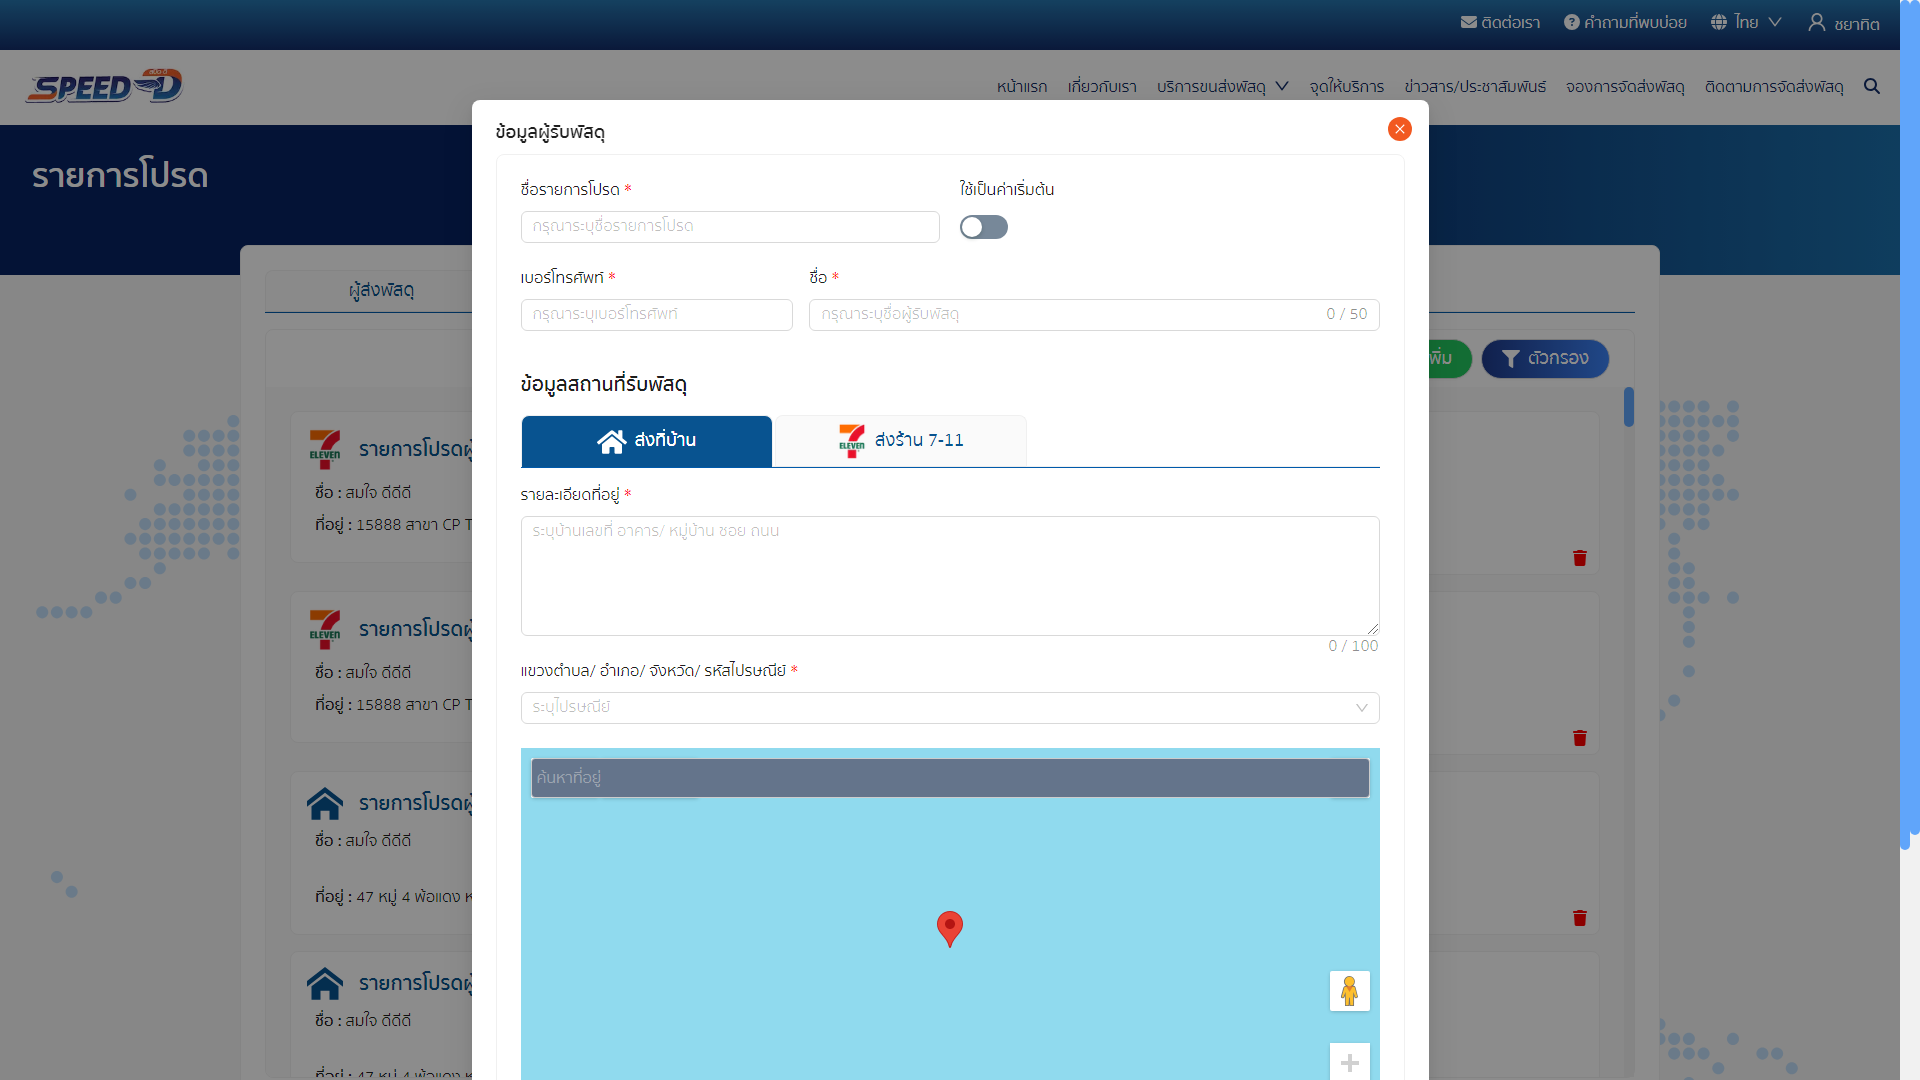 ติดต่อเรา คำถามที่พบบ่อย ไทย ชยาทิต
SPEED-D
หน้าแรก เกี่ยวกับเรา บริการขนส่งพัสดุ จุดให้บริการ ข่าวสาร/ประชาสัมพันธ์ จองการจัดส่งพัสดุ ติดตามการจัดส่งพัสดุ
รายการโปรด
ผู้ส่งพัสดุ
ตัวกรอง
ข้อมูลผู้รับพัสดุ
ชื่อรายการโปรด *
ใช้เป็นค่าเริ่มต้น
กรุณาระบุชื่อรายการโปรด
เบอร์โทรศัพท์ *
ชื่อ *
กรุณาระบุเบอร์โทรศัพท์
กรุณาระบุชื่อผู้รับพัสดุ
0 / 50
ข้อมูลสถานที่รับพัสดุ
ส่งที่บ้าน
7 ELEVEN ส่งร้าน 7-11
รายละเอียดที่อยู่ *
ระบุบ้านเลขที่ อาคาร/ หมู่บ้าน ซอย ถนน
0 / 100
แขวงตำบล/ อำเภอ/ จังหวัด/ รหัสไปรษณีย์ *
ระบุไปรษณีย์
ค้นหาที่อยู่
7 ELEVEN รายการโปรดผู้
ชื่อ : สมใจ ดีดีดี
ที่อยู่ : 15888 สาขา CP T
7 ELEVEN รายการโปรดผู้
ชื่อ : สมใจ ดีดีดี
ที่อยู่ : 15888 สาขา CP T
รายการโปรดผู้
ชื่อ : สมใจ ดีดีดี
ที่อยู่ : 47 หมู่ 4 พ้อแดง ห
รายการโปรดผู้
ชื่อ : สมใจ ดีดีดี
ที่อยู่ : 47 หมู่ 4 พ้อแดง ห